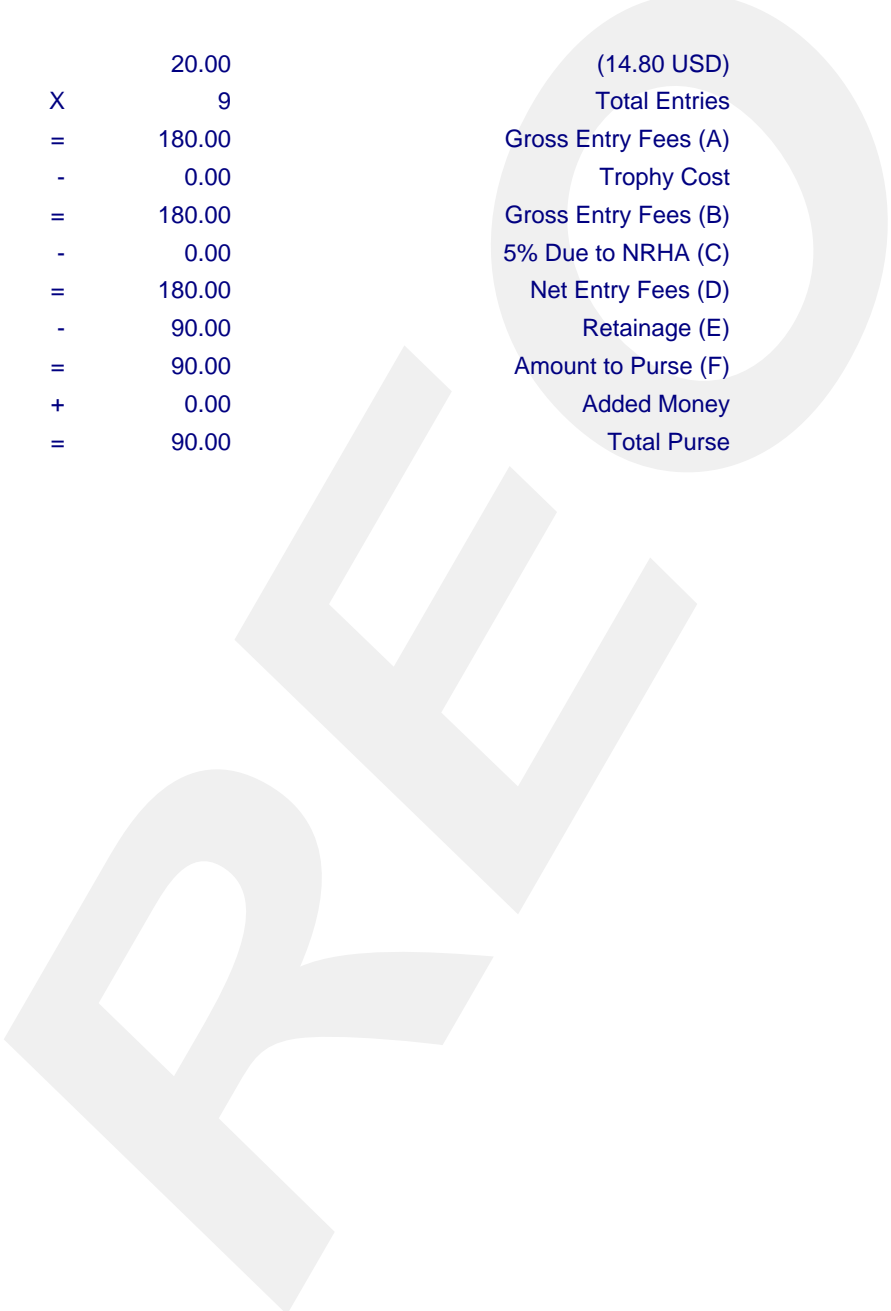 20.00 (14.80 USD)
X 9 Total Entries
= 180.00 Gross Entry Fees (A)
- 0.00 Trophy Cost
= 180.00 Gross Entry Fees (B)
- 0.00 5% Due to NRHA (C)
= 180.00 Net Entry Fees (D)
- 90.00 Retainage (E)
= 90.00 Amount to Purse (F)
+ 0.00 Added Money
= 90.00 Total Purse
REO